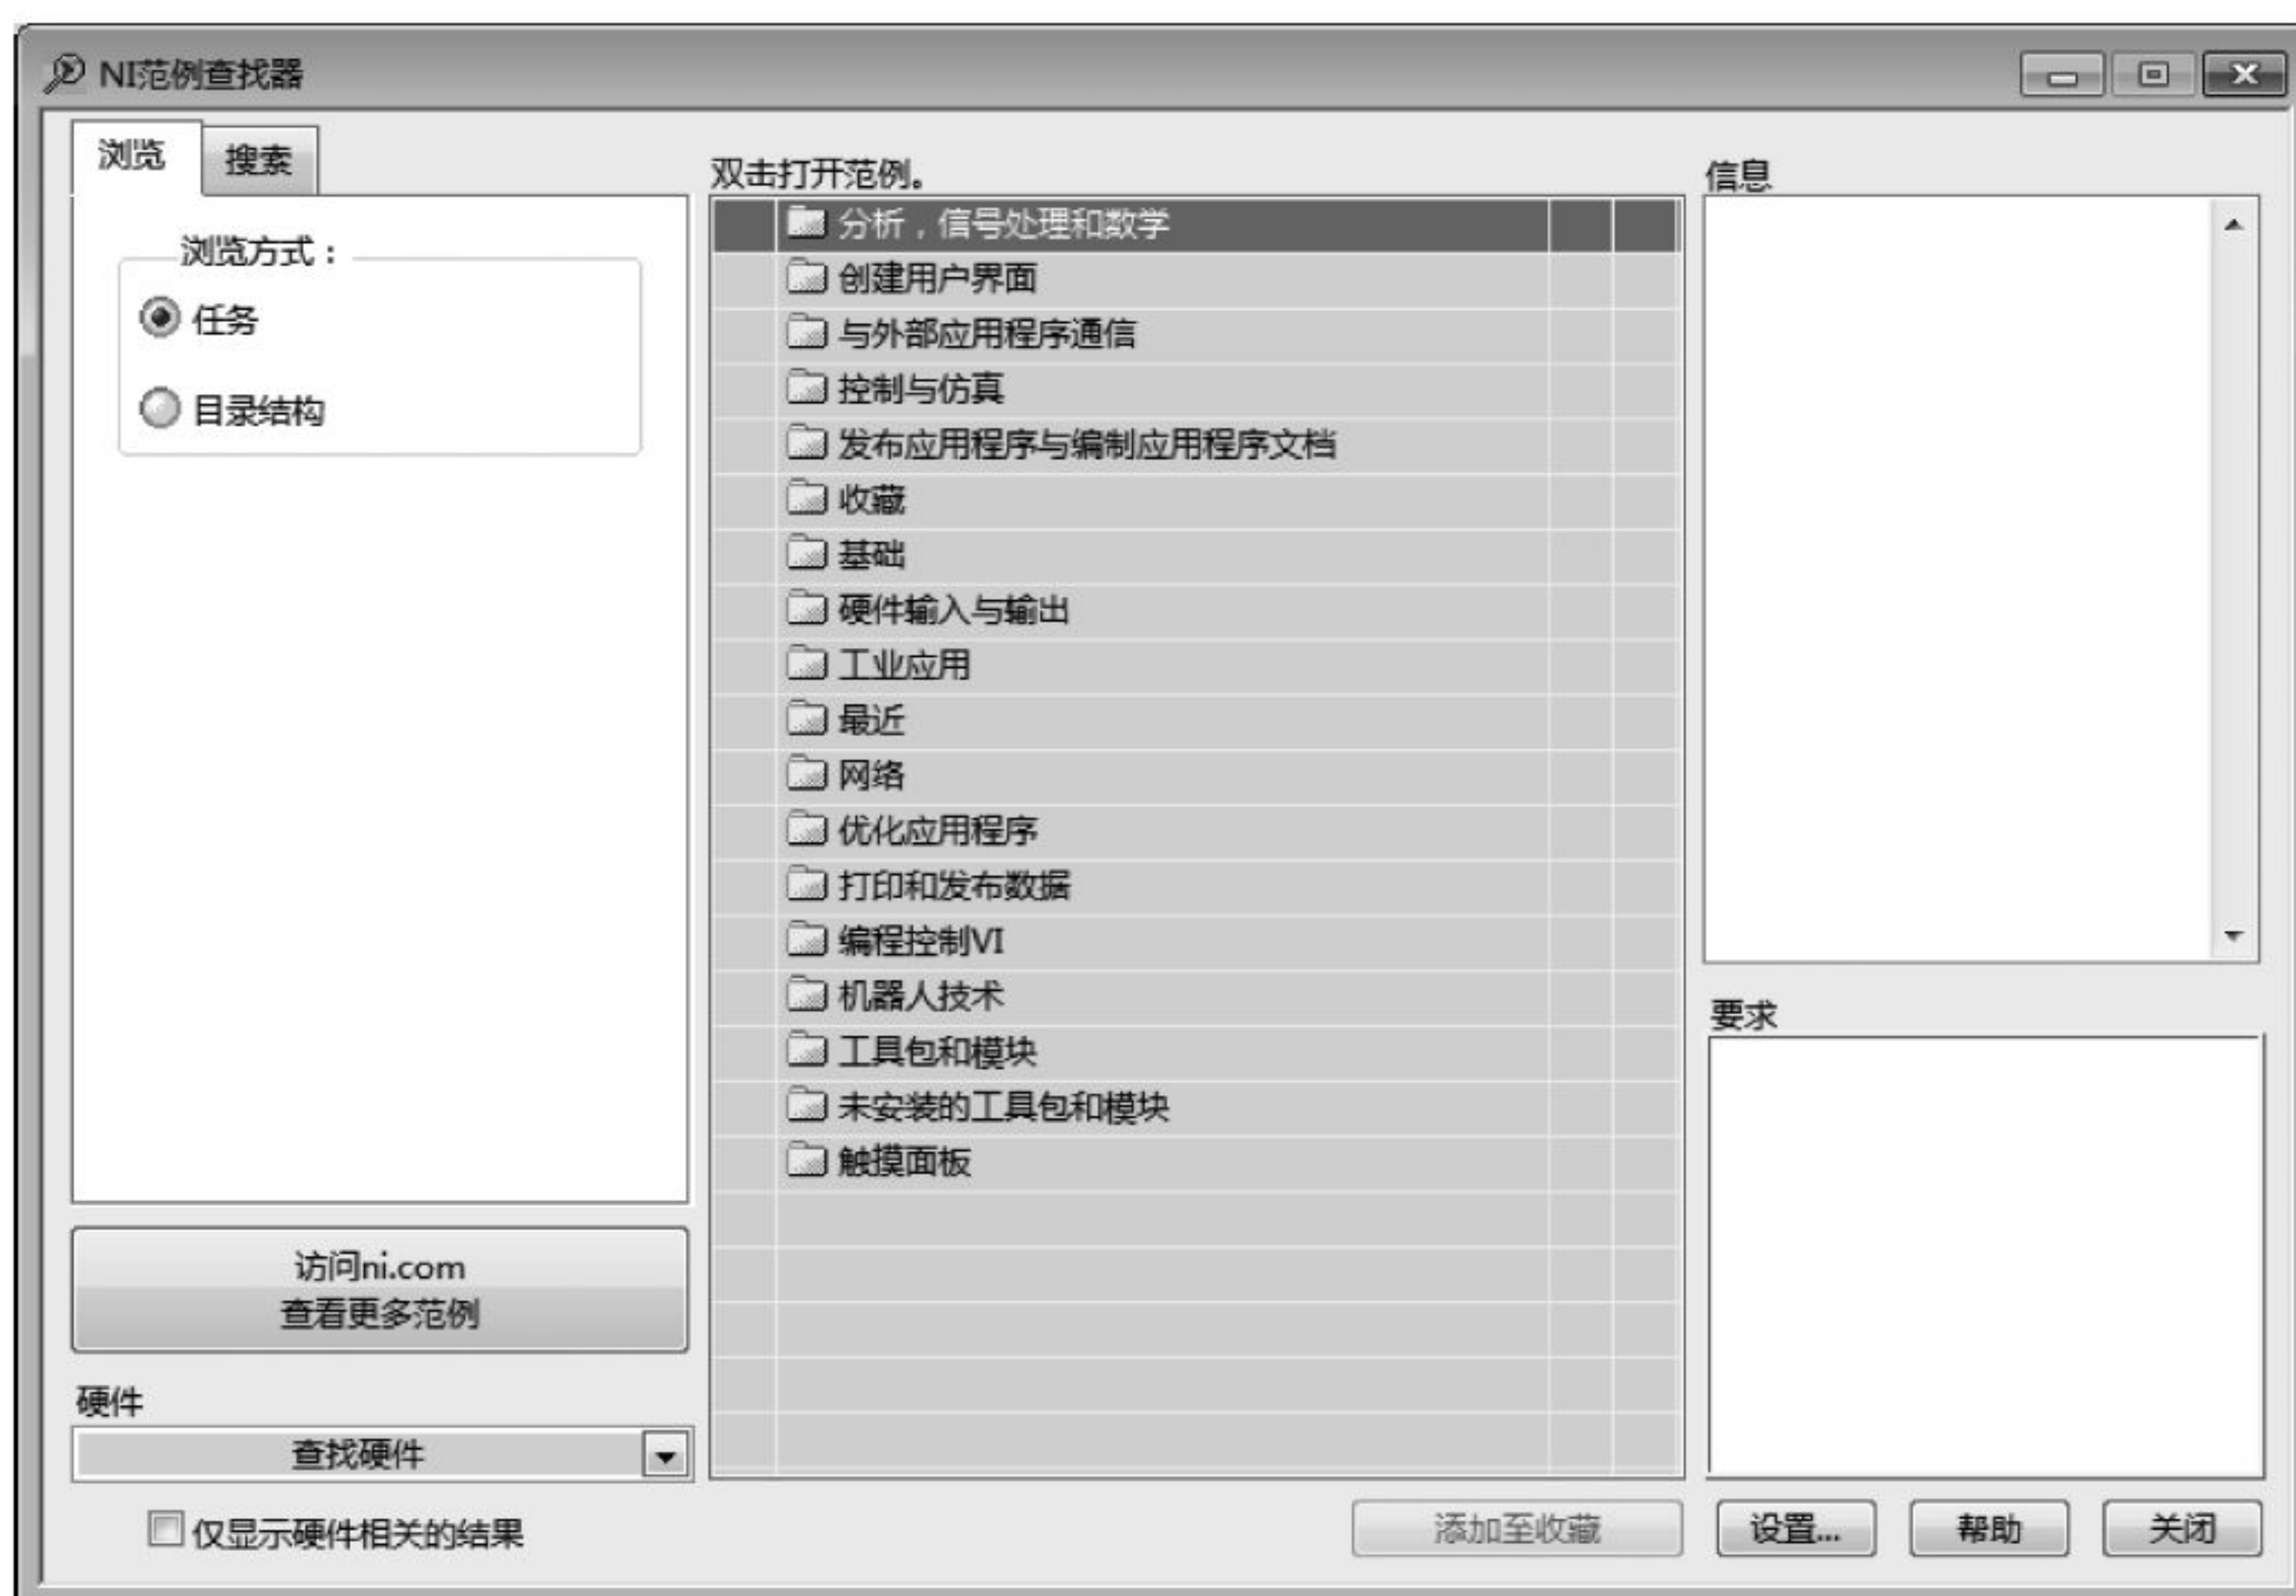 NI范例查找器
浏览
搜索
浏览方式：
任务
目录结构
访问ni.com
查看更多范例
硬件
查找硬件
仅显示硬件相关的结果
双击打开范例。
分析，信号处理和数学
创建用户界面
与外部应用程序通信
控制与仿真
发布应用程序与编制应用程序文档
收藏
基础
硬件输入与输出
工业应用
最近
网络
优化应用程序
打印和发布数据
编程控制VI
机器人技术
工具包和模块
未安装的工具包和模块
触摸面板
添加至收藏
信息
要求
设置...
帮助
关闭